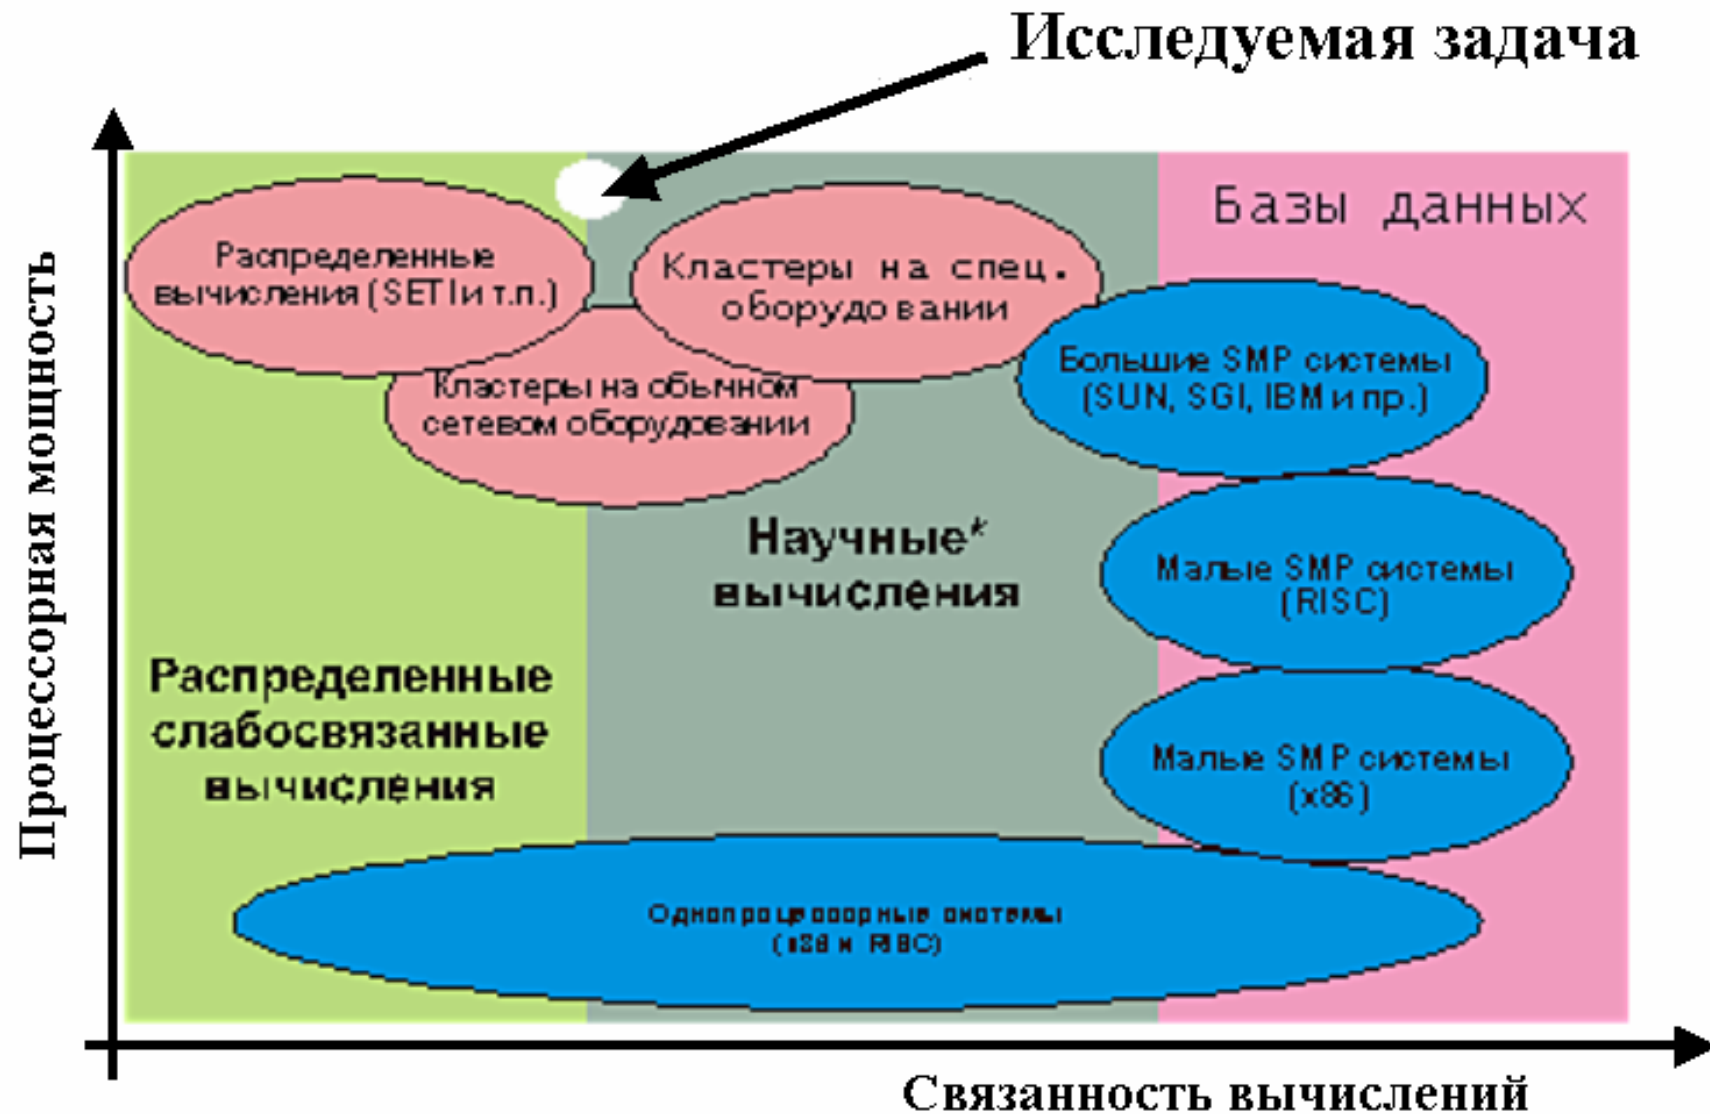 Исследуемая задача
Процессорная мощность
Базы данных
Распределенные
вычисления (SETI и т.п.)
Кластеры на спец.
оборудовании
Кластеры на обычном
сетевом оборудовании
Большие SMP системы
(SUN, SGI, IBM и пр.)
Научные*
вычисления
Малые SMP системы
(RISC)
Распределенные
слабосвязанные
вычисления
Малые SMP системы
(x86)
Однопроцессорные системы
(x86 и RISC)
Связанность вычислений